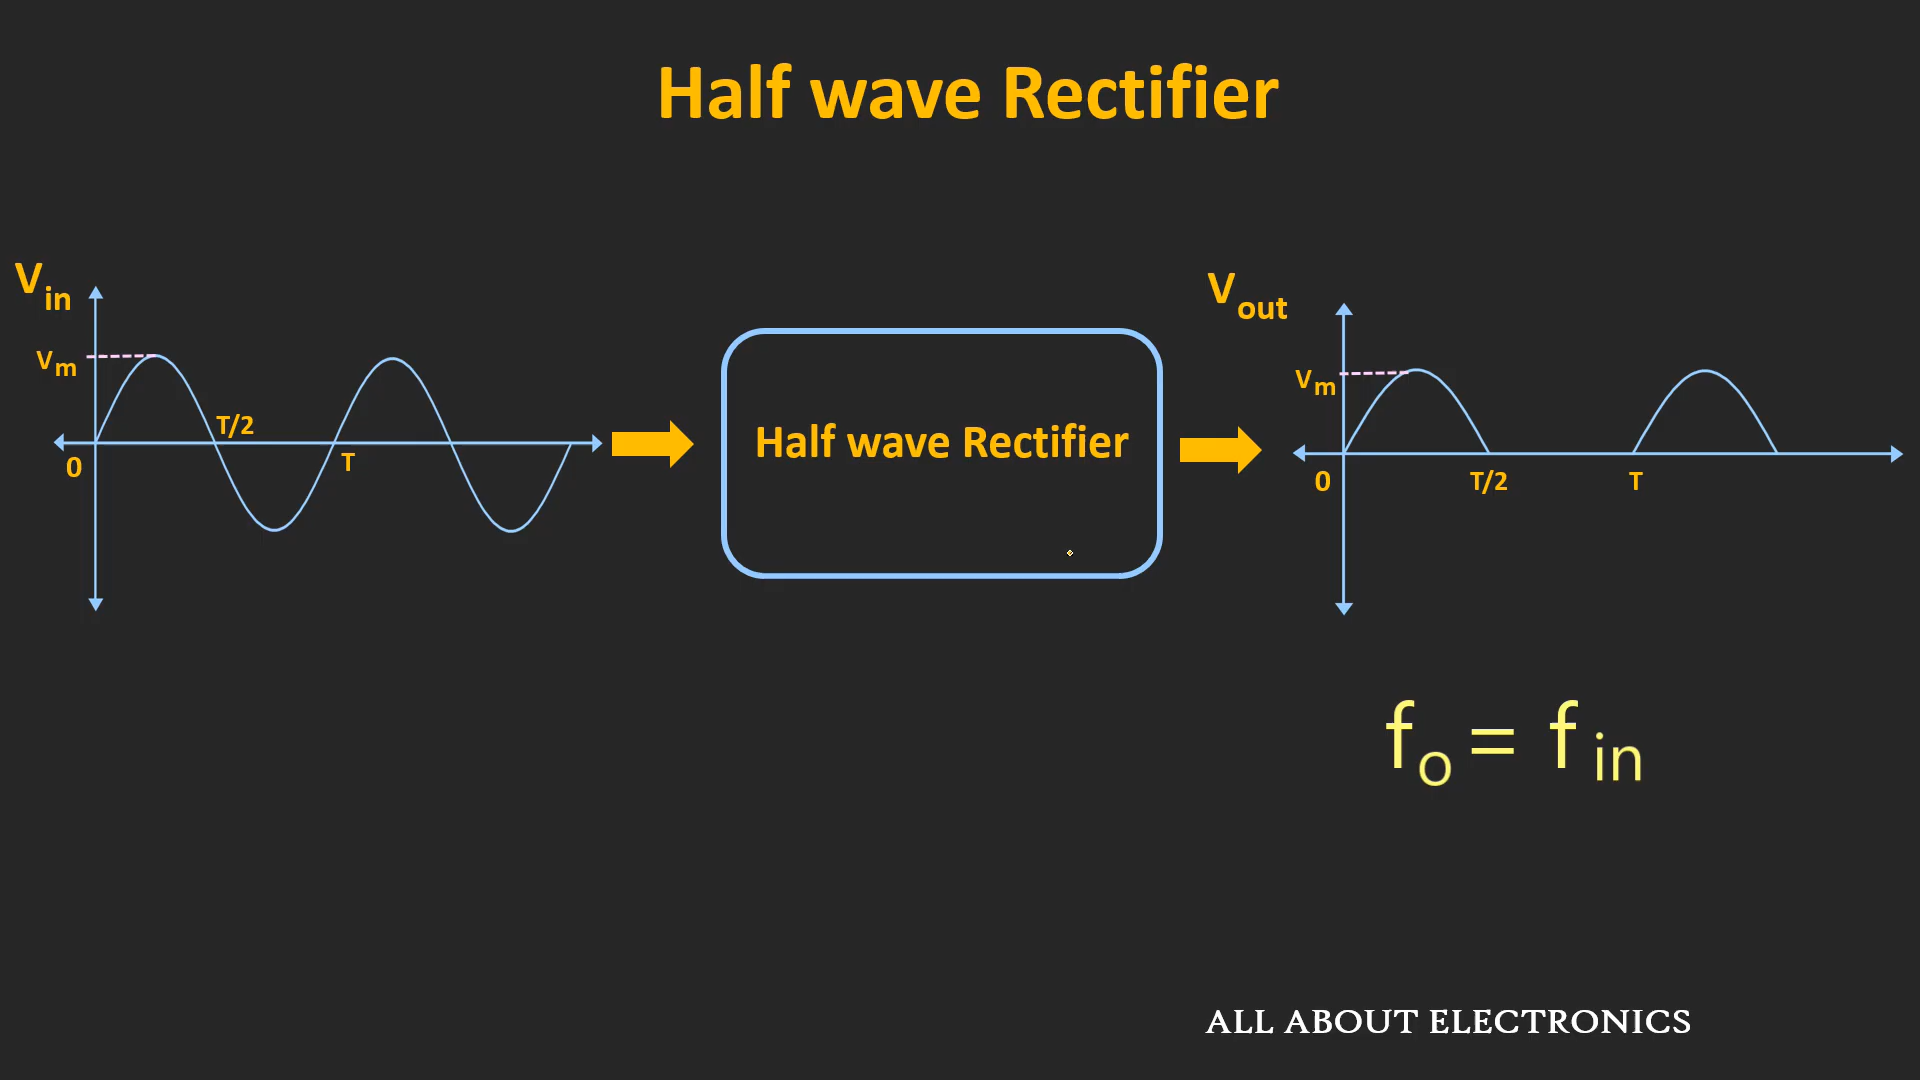 Half wave Rectifier
Vin
Vm
T/2
0
T
Half wave Rectifier
Vout
Vm
0
T/2
T
fo = fin
ALL ABOUT ELECTRONICS